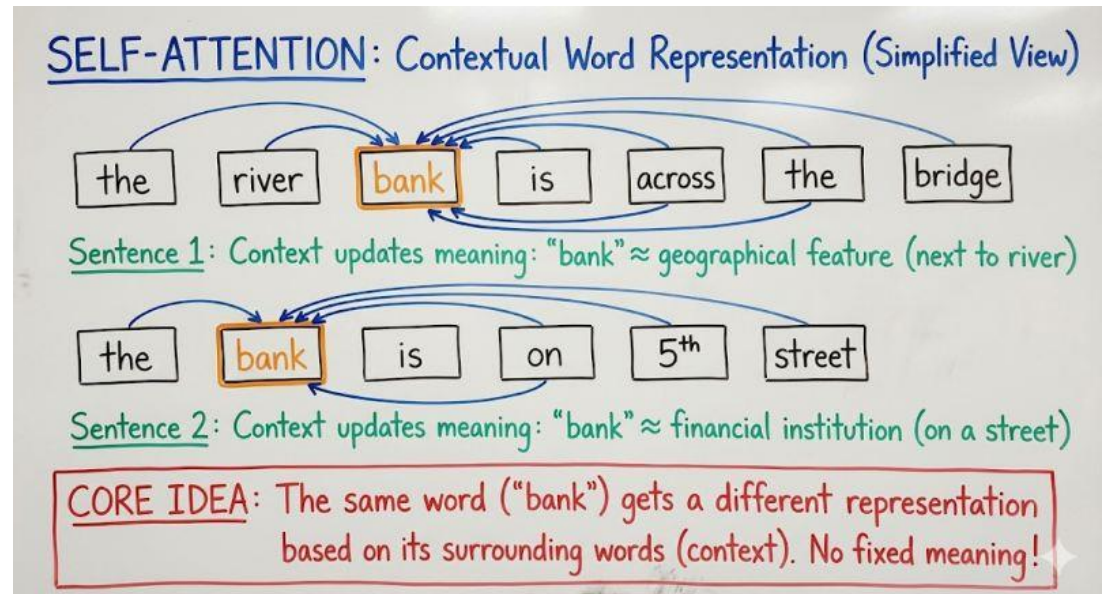 SELF-ATTENTION: Contextual Word Representation (Simplified View)
the river bank is across the bridge
Sentence 1: Context updates meaning: "bank" ≈ geographical feature (next to river)
the bank is on 5th street
Sentence 2: Context updates meaning: "bank" ≈ financial institution (on a street)
CORE IDEA: The same word ("bank") gets a different representation
based on its surrounding words (context). No fixed meaning!